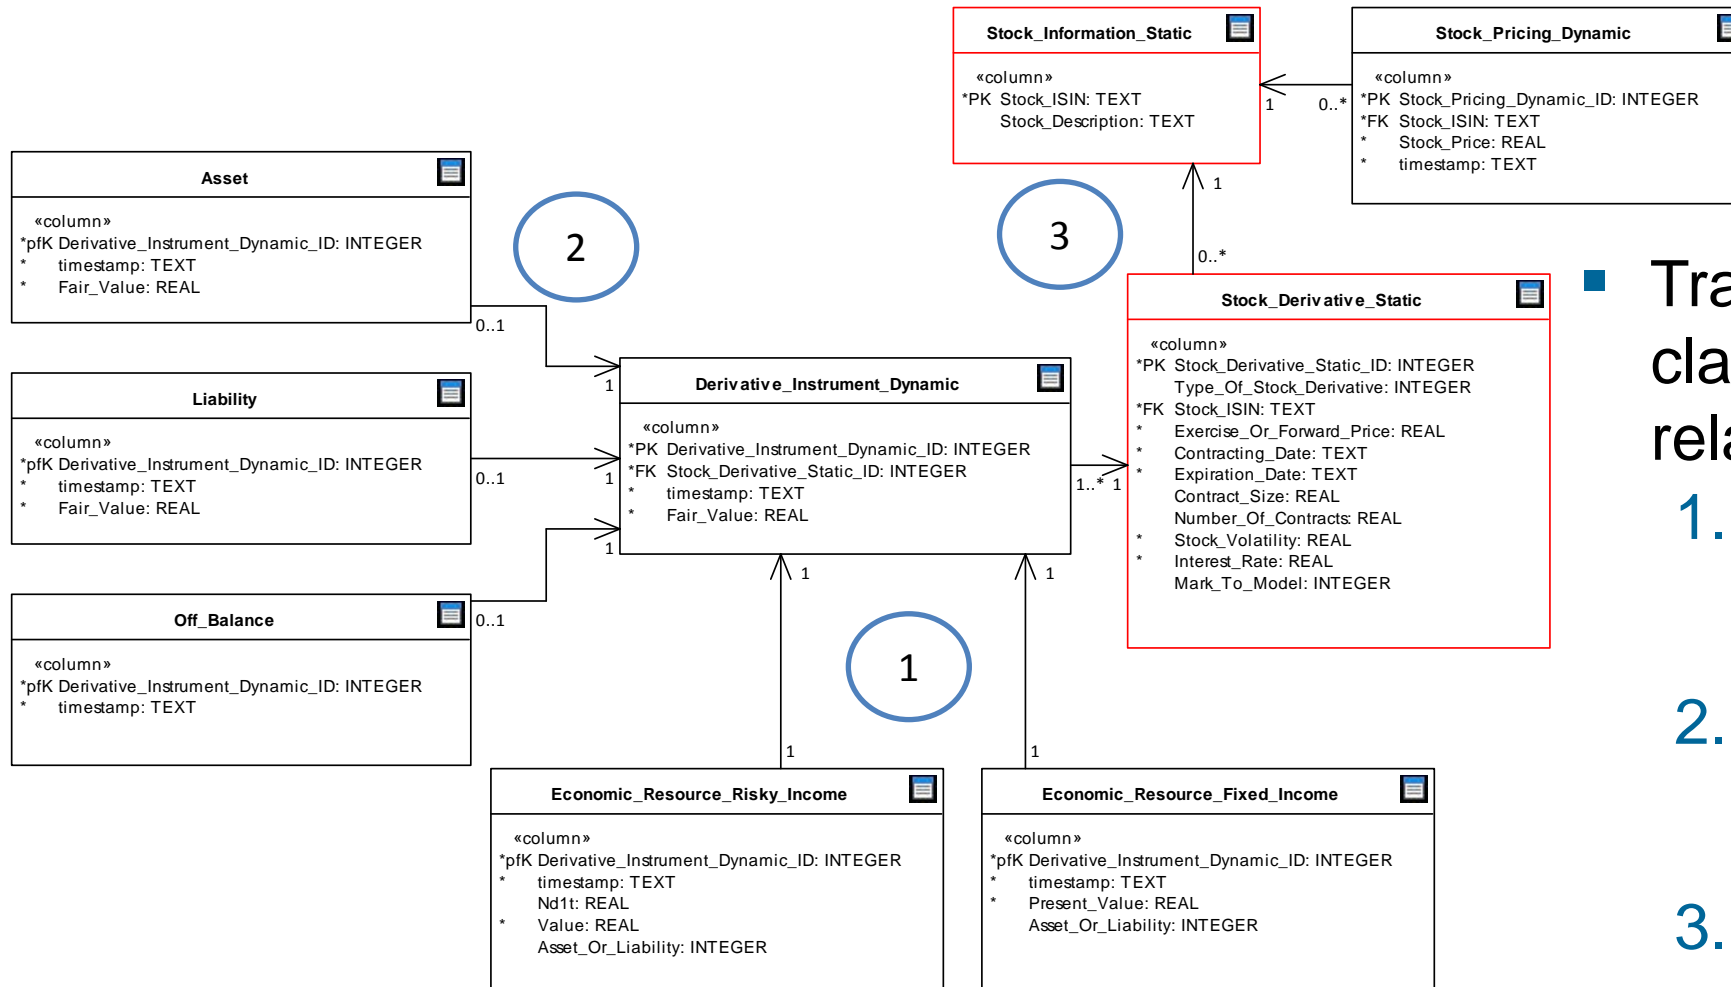 Stock_Information_Static
«column»
*PK Stock_ISIN: TEXT
Stock_Description: TEXT
1
0..*
Stock_Pricing_Dynamic
«column»
*PK Stock_Pricing_Dynamic_ID: INTEGER
*FK Stock_ISIN: TEXT
* Stock_Price: REAL
* timestamp: TEXT
Asset
«column»
*pfK Derivative_Instrument_Dynamic_ID: INTEGER
* timestamp: TEXT
* Fair_Value: REAL
0..1
1
2
3
1
0..*
Liability
«column»
*pfK Derivative_Instrument_Dynamic_ID: INTEGER
* timestamp: TEXT
* Fair_Value: REAL
0..1
1
Derivative_Instrument_Dynamic
«column»
*PK Derivative_Instrument_Dynamic_ID: INTEGER
*FK Stock_Derivative_Static_ID: INTEGER
* timestamp: TEXT
* Fair_Value: REAL
1..* 1
Stock_Derivative_Static
«column»
*PK Stock_Derivative_Static_ID: INTEGER
Type_Of_Stock_Derivative: INTEGER
*FK Stock_ISIN: TEXT
* Exercise_Or_Forward_Price: REAL
* Contracting_Date: TEXT
* Expiration_Date: TEXT
Contract_Size: REAL
Number_Of_Contracts: REAL
* Stock_Volatility: REAL
* Interest_Rate: REAL
Mark_To_Model: INTEGER
Off_Balance
«column»
*pfK Derivative_Instrument_Dynamic_ID: INTEGER
* timestamp: TEXT
0..1
1
1
1
1
1
1
Economic_Resource_Risky_Income
«column»
*pfK Derivative_Instrument_Dynamic_ID: INTEGER
* timestamp: TEXT
Nd1t: REAL
* Value: REAL
Asset_Or_Liability: INTEGER
Economic_Resource_Fixed_Income
«column»
*pfK Derivative_Instrument_Dynamic_ID: INTEGER
* timestamp: TEXT
* Present_Value: REAL
Asset_Or_Liability: INTEGER
▪ Tra
cla
rela
1.
2.
3.